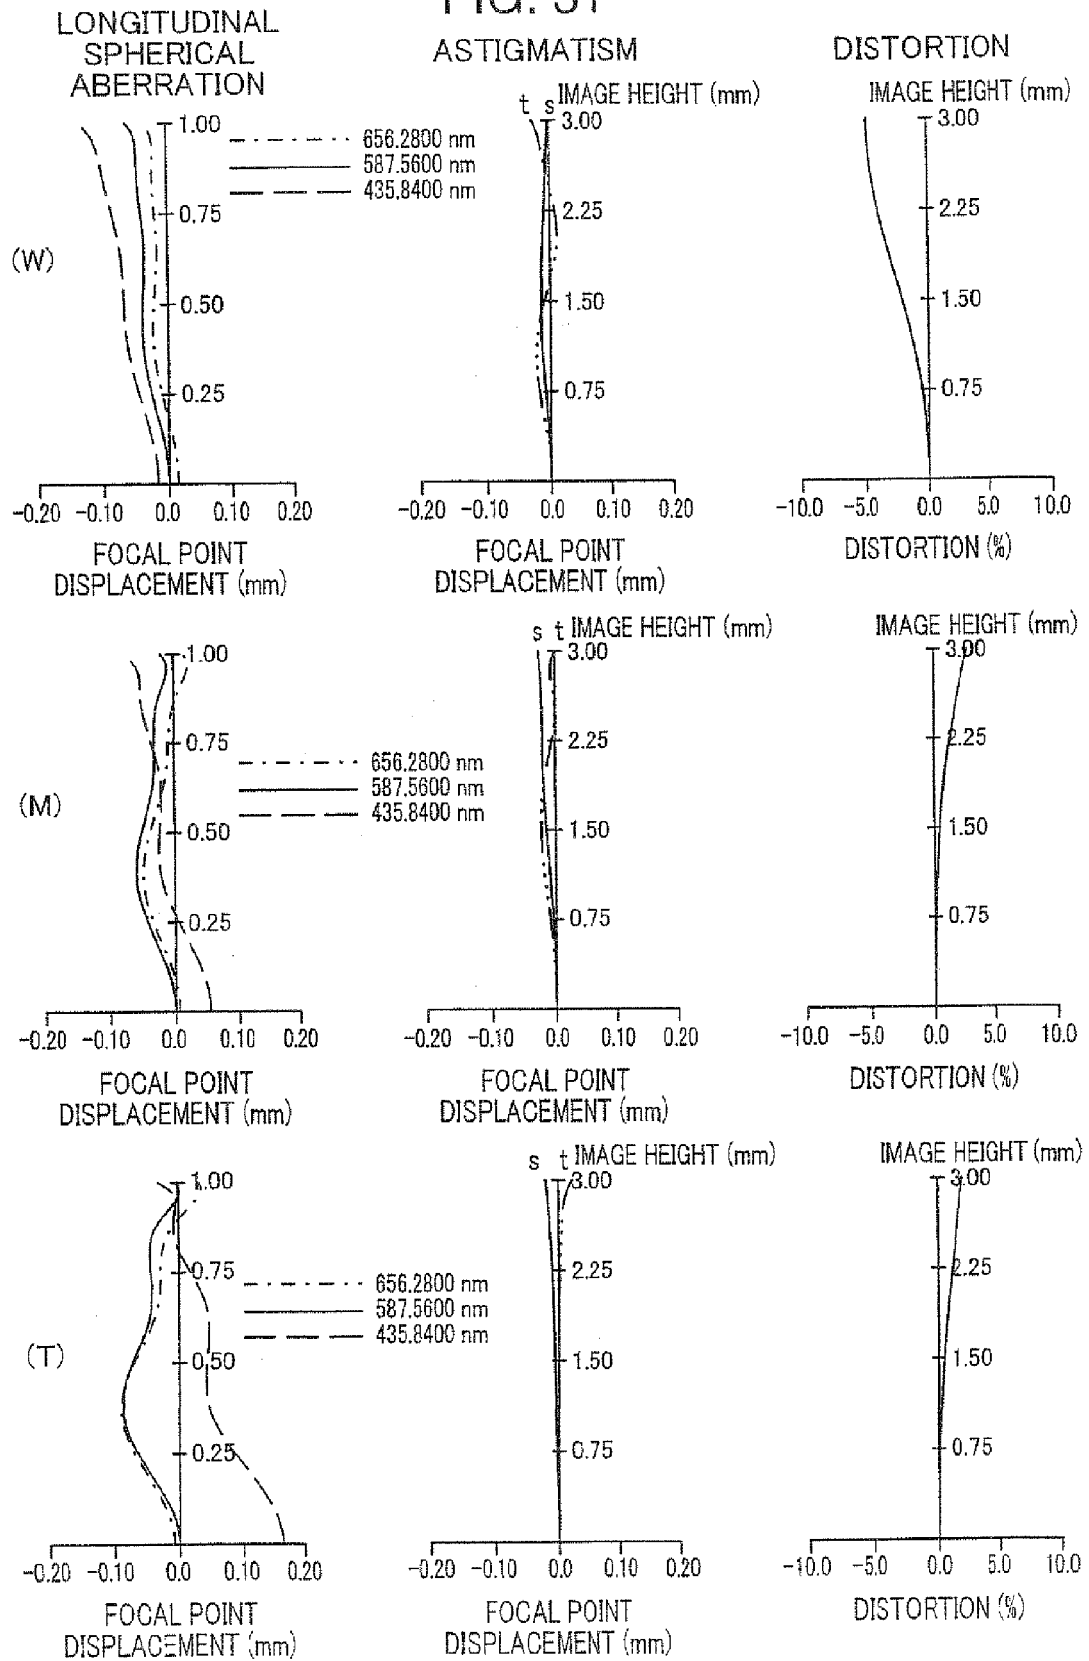 FIG. 31
LONGITUDINAL
SPHERICAL
ABERRATION
ASTIGMATISM
DISTORTION
t s IMAGE HEIGHT (mm)
IMAGE HEIGHT (mm)
(W)
1.00
0.75
0.50
0.25
656.2800 nm
587.5600 nm
435.8400 nm
3.00
2.25
1.50
0.75
3.00
2.25
1.50
0.75
-0.20 -0.10 0.0 0.10 0.20
-0.20 -0.10 0.0 0.10 0.20
-10.0 -5.0 0.0 5.0 10.0
FOCAL POINT
DISPLACEMENT (mm)
FOCAL POINT
DISPLACEMENT (mm)
DISTORTION (%)
s t IMAGE HEIGHT (mm)
IMAGE HEIGHT (mm)
(M)
1.00
0.75
0.50
0.25
656.2800 nm
587.5600 nm
435.8400 nm
3.00
2.25
1.50
0.75
3.00
2.25
1.50
0.75
-0.20 -0.10 0.0 0.10 0.20
-0.20 -0.10 0.0 0.10 0.20
-10.0 -5.0 0.0 5.0 10.0
FOCAL POINT
DISPLACEMENT (mm)
FOCAL POINT
DISPLACEMENT (mm)
DISTORTION (%)
s t IMAGE HEIGHT (mm)
IMAGE HEIGHT (mm)
(T)
1.00
0.75
0.50
0.25
656.2800 nm
587.5600 nm
435.8400 nm
3.00
2.25
1.50
0.75
3.00
2.25
1.50
0.75
-0.20 -0.10 0.0 0.10 0.20
-0.20 -0.10 0.0 0.10 0.20
-10.0 -5.0 0.0 5.0 10.0
FOCAL POINT
DISPLACEMENT (mm)
FOCAL POINT
DISPLACEMENT (mm)
DISTORTION (%)